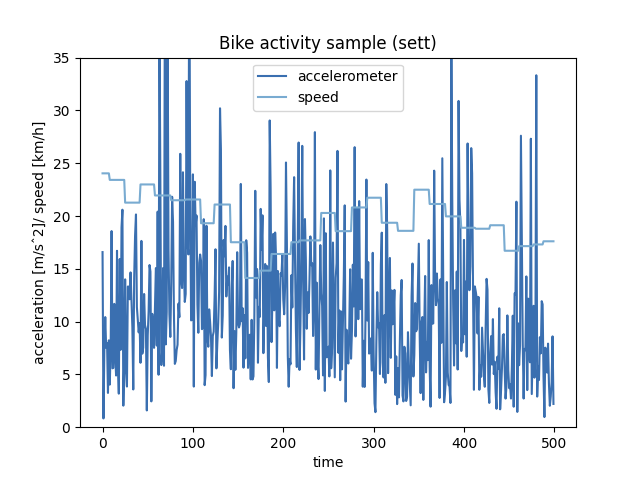 Bike activity sample (sett)
accelerometer
speed
acceleration [m/s^2]/ speed [km/h]
35
30
25
20
15
10
5
0
0 100 200 300 400 500
time